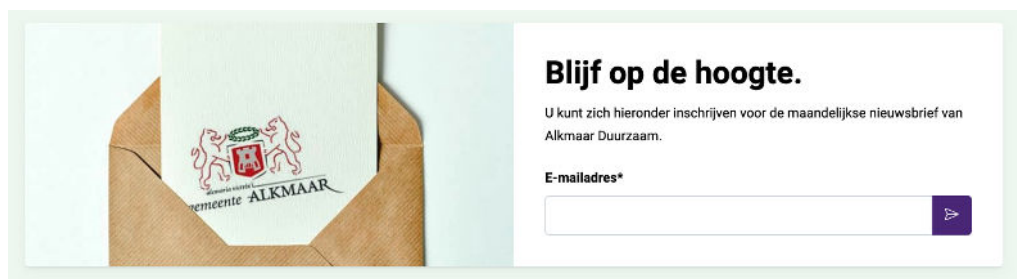 Blijf op de hoogte.
U kunt zich hieronder inschrijven voor de maandelijkse nieuwsbrief van
Alkmaar Duurzaam.
E-mailadres*
gemeente ALKMAAR